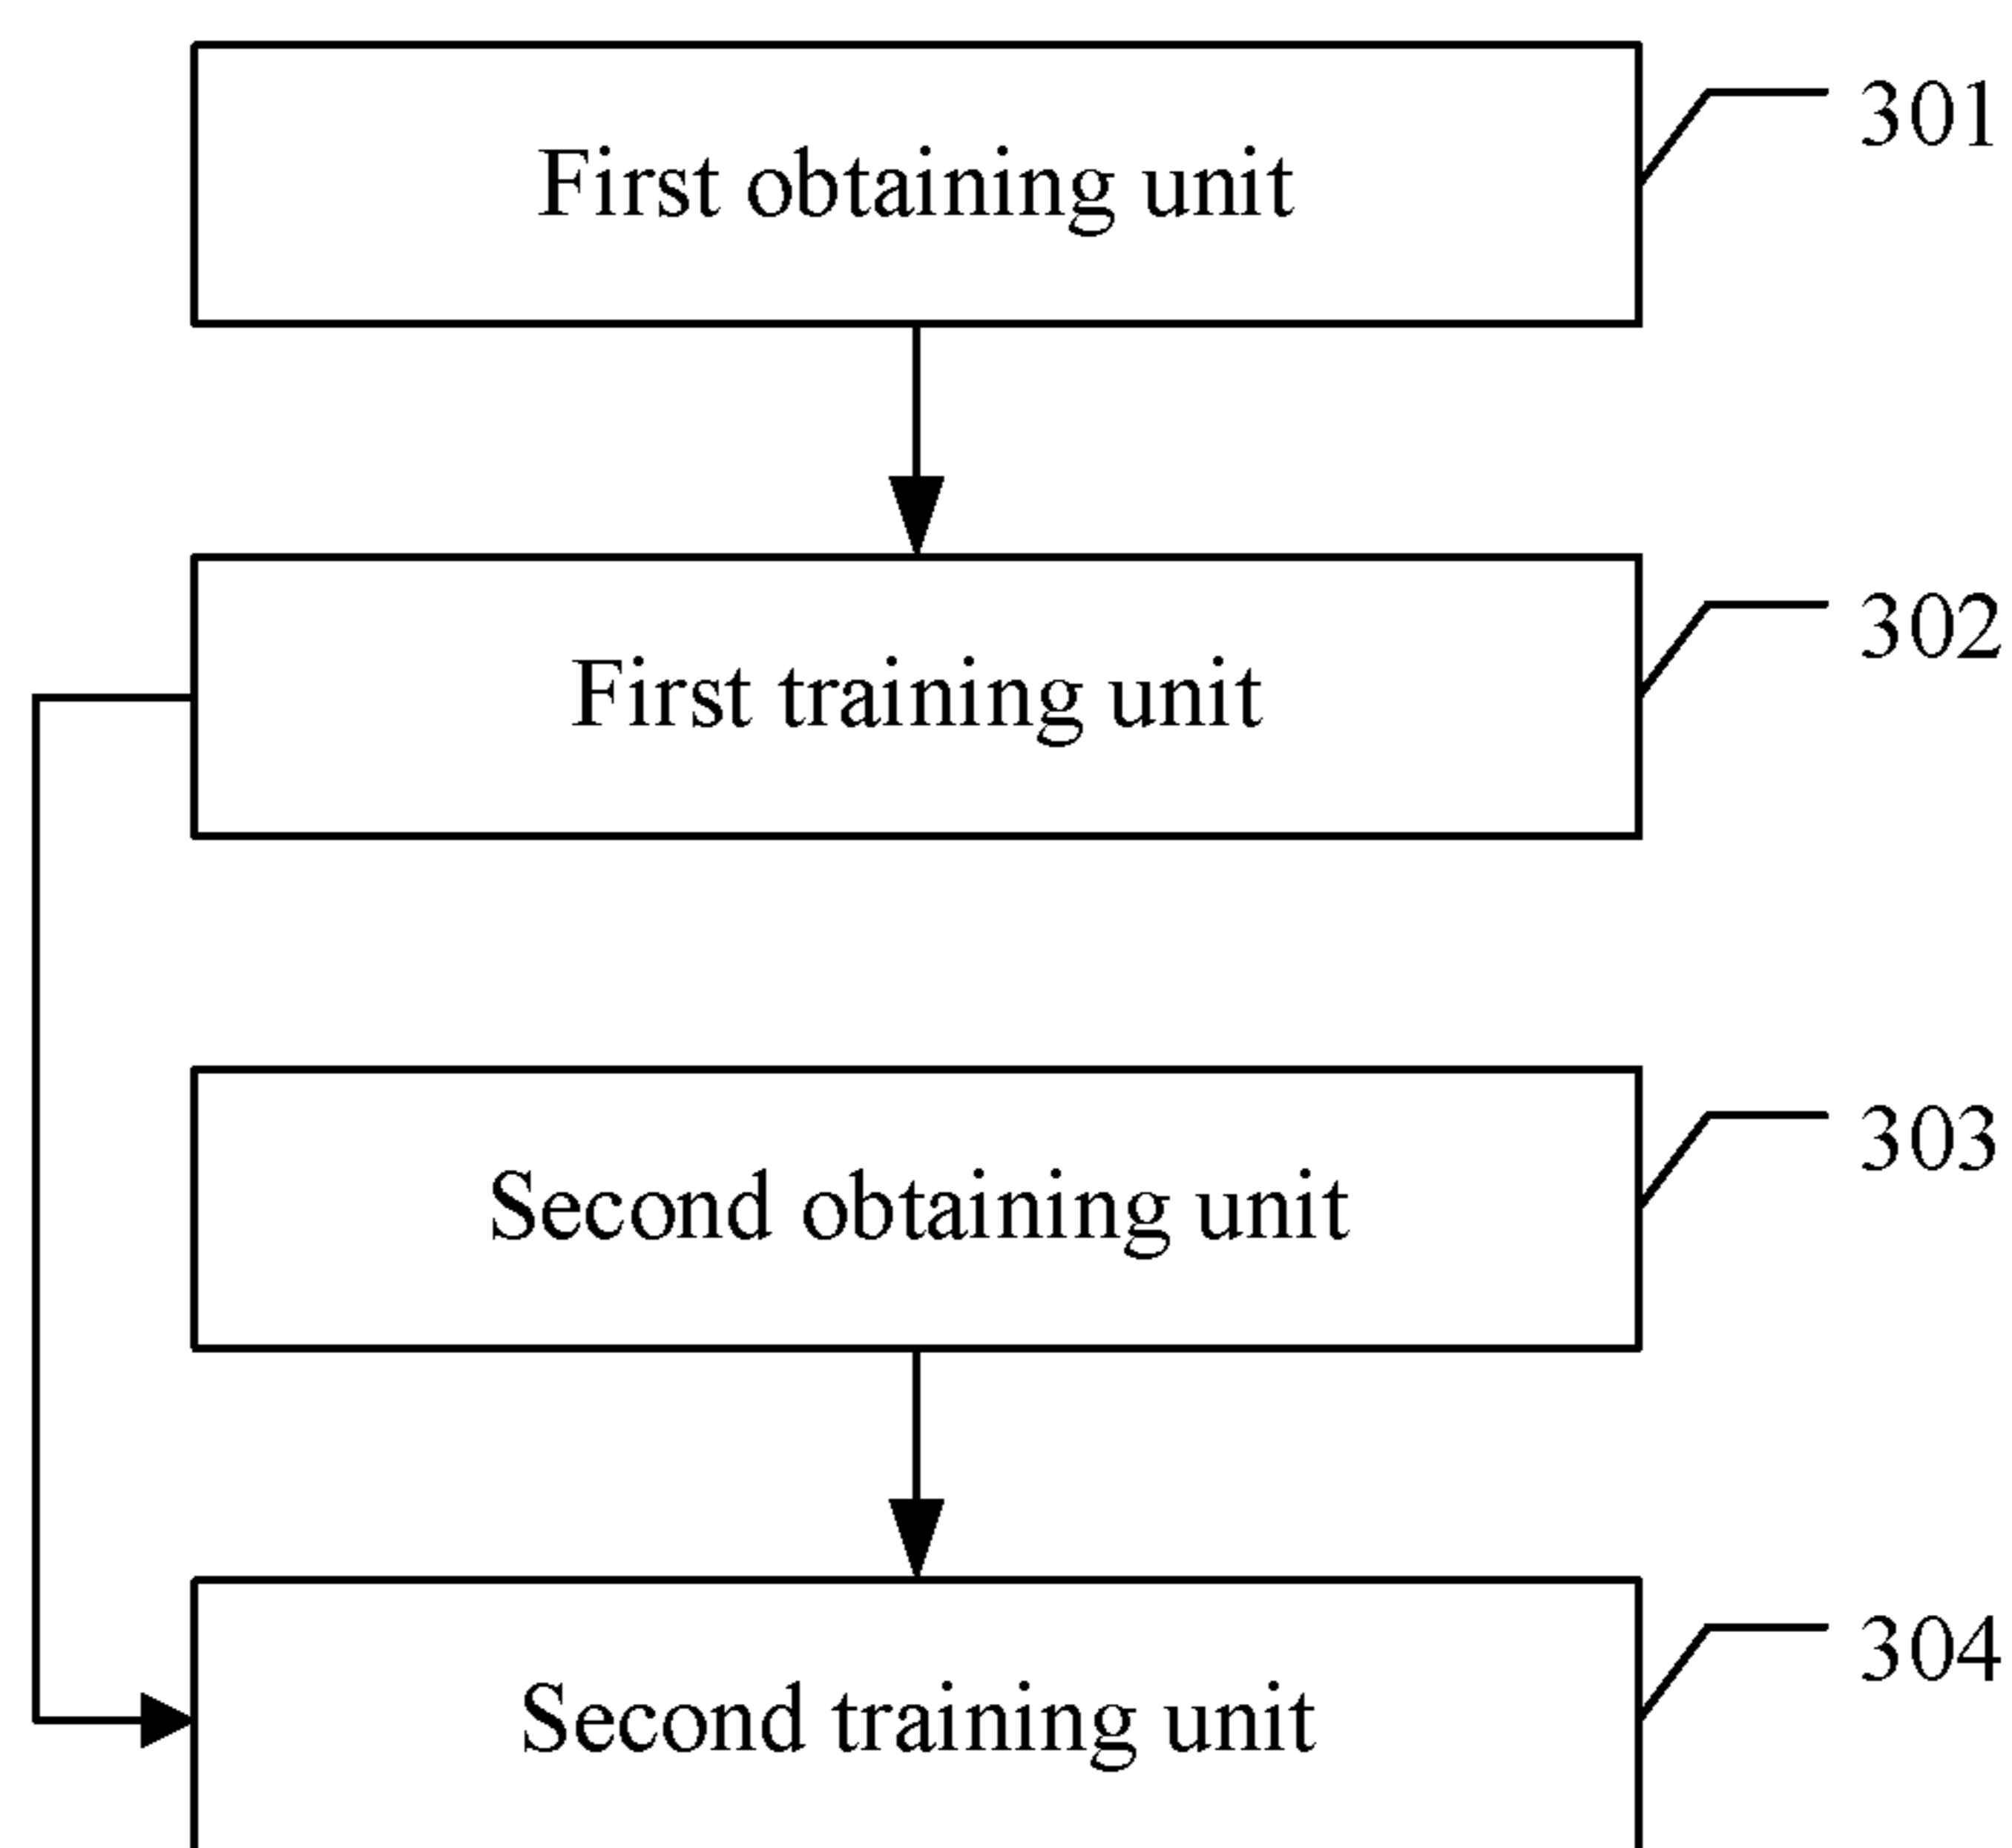 First obtaining unit
301
First training unit
302
Second obtaining unit
303
Second training unit
304